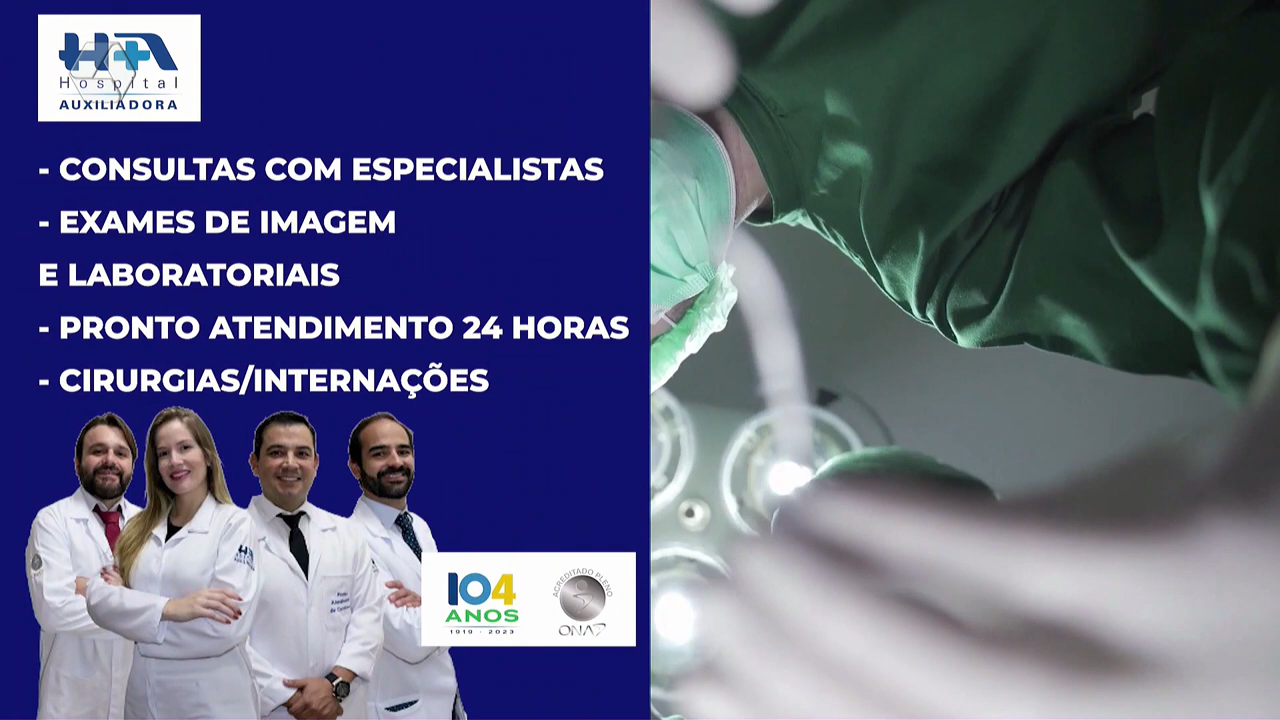 H+A
Hospital
AUXILIADORA
- CONSULTAS COM ESPECIALISTAS
- EXAMES DE IMAGEM
E LABORATORIAIS
- PRONTO ATENDIMENTO 24 HORAS
- CIRURGIAS/INTERNAÇÕES
104
ANOS
1919 - 2023
ACREDITADO PLENO
ONA